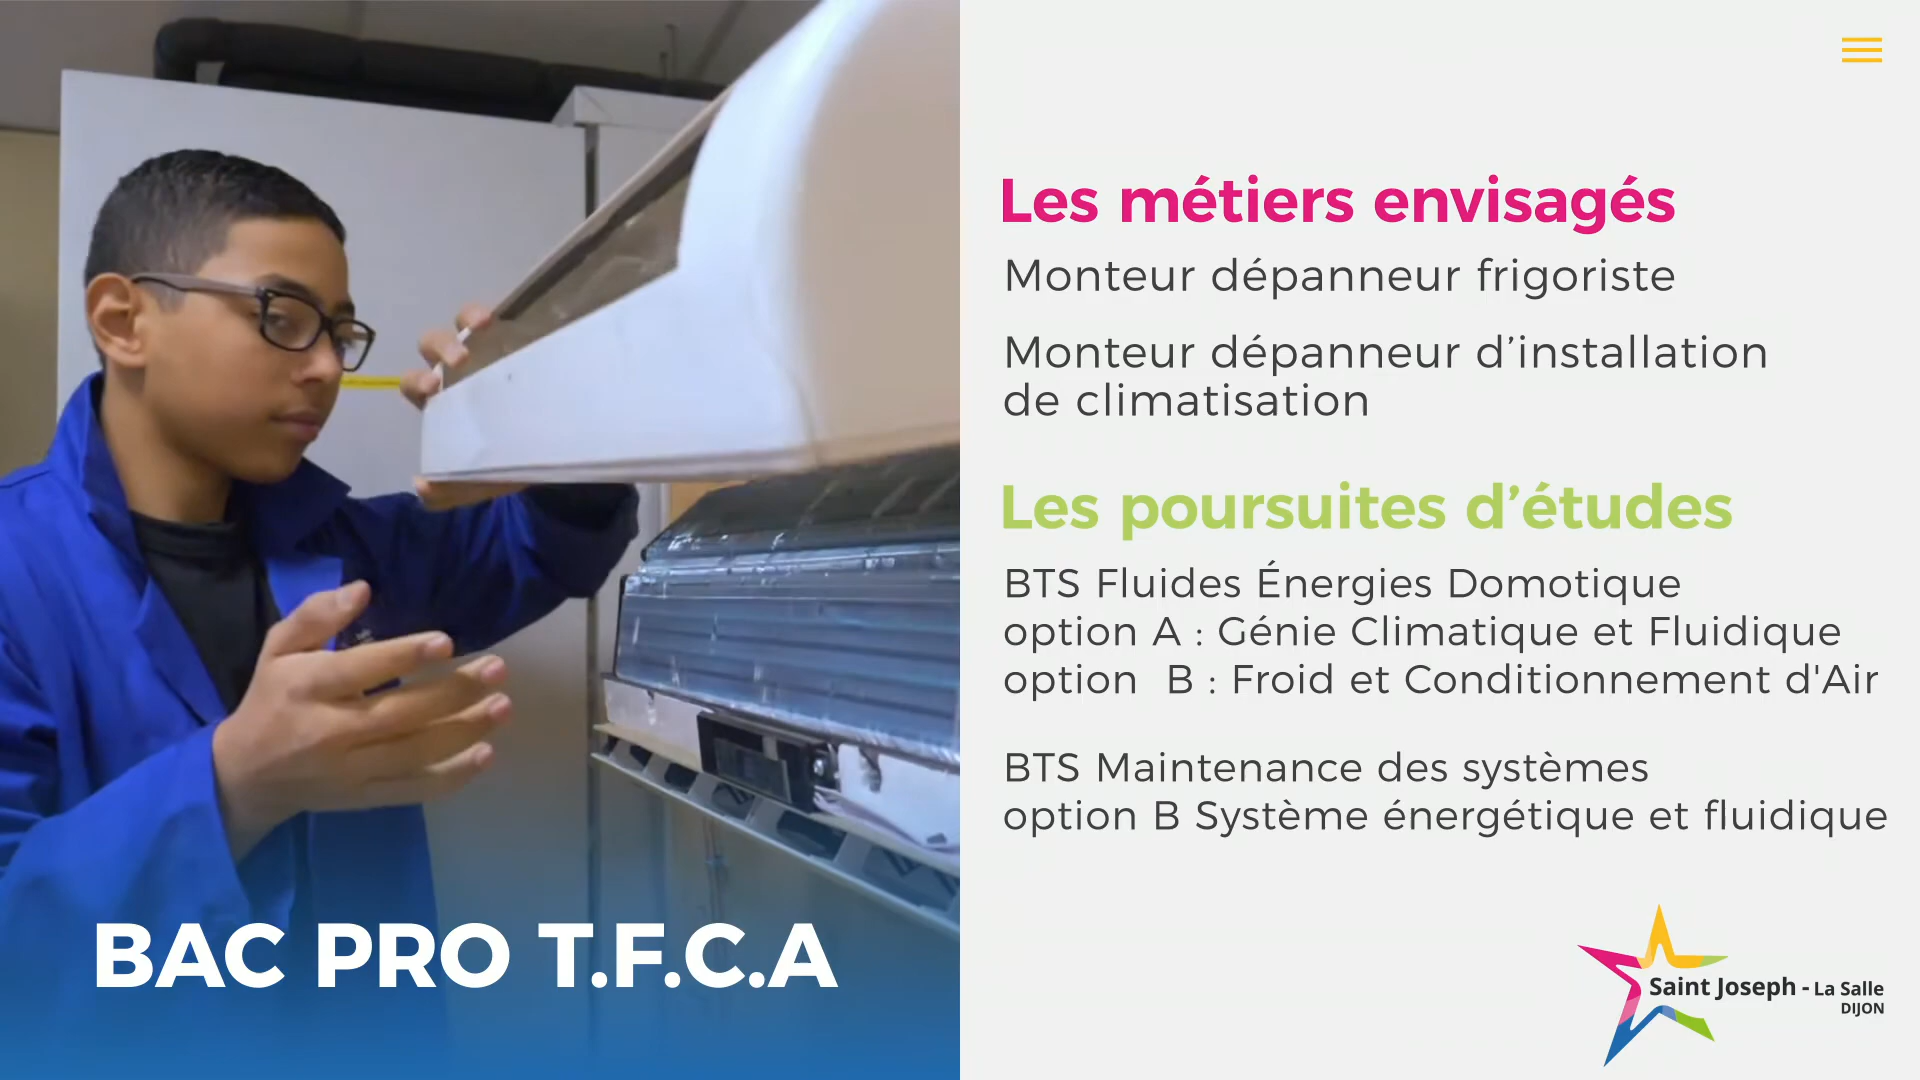 Les métiers envisagés
Monteur dépanneur frigoriste
Monteur dépanneur d’installation
de climatisation
Les poursuites d’études
BTS Fluides Énergies Domotique
option A : Génie Climatique et Fluidique
option  B : Froid et Conditionnement d'Air
BTS Maintenance des systèmes
option B Système énergétique et fluidique
BAC PRO T.F.C.A
Saint Joseph - La Salle
DIJON